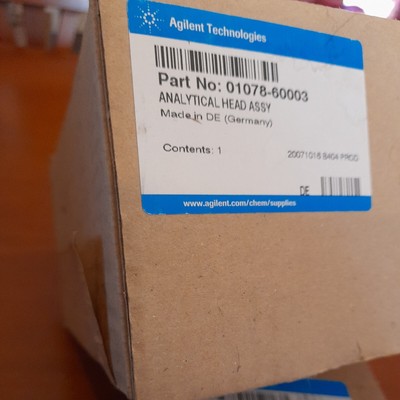 Agilent Technologies
Part No: 01078-60003
ANALYTICAL HEAD ASSY
Made in DE (Germany)
Contents: 1
20071016 8404 PROD
DE
www.agilent.com/chem/supplies